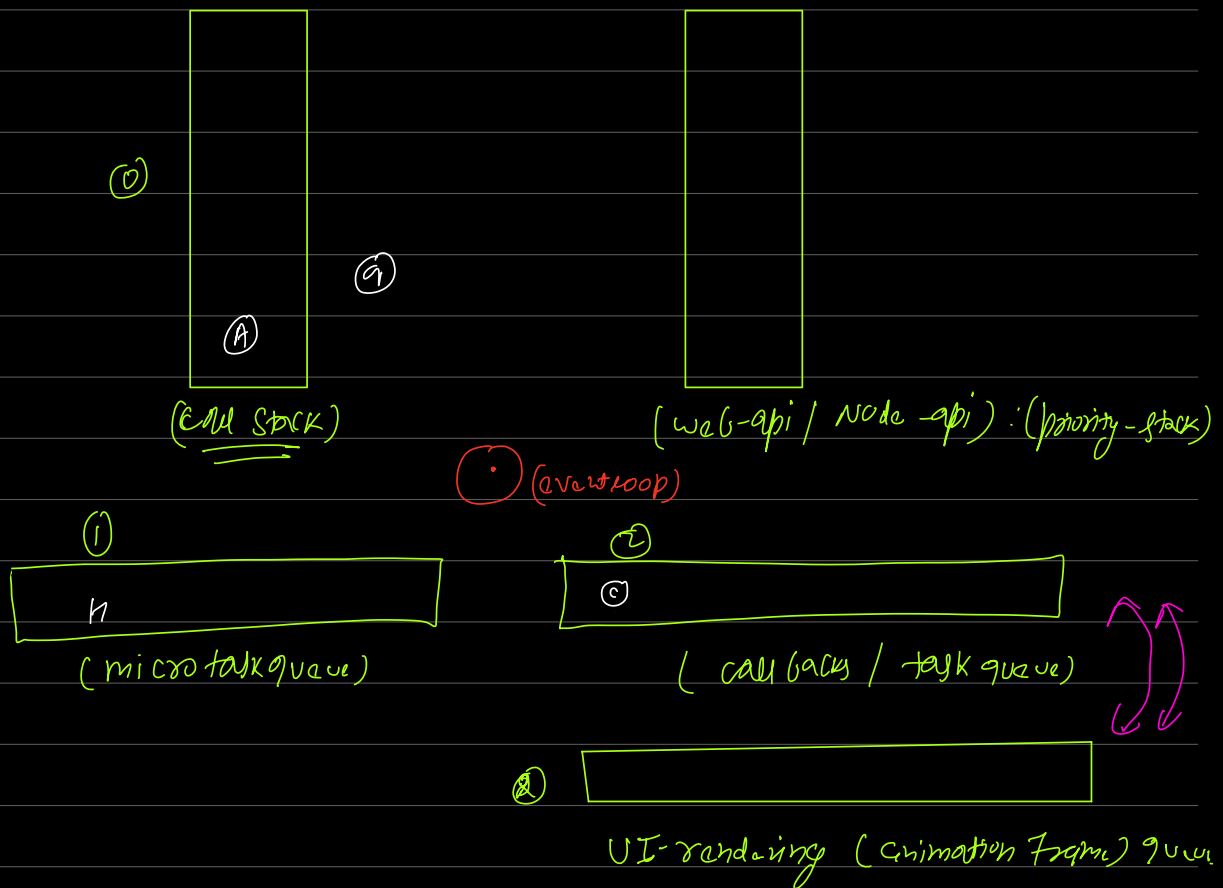 0
9
A
(call stack)
(web-api / Node-api) : (priority-stack)
(eventloop)
1
2
n
c
(microtaskqueue)
( callbacks / task queue)
2
UI-rendering (animation Frame) queue